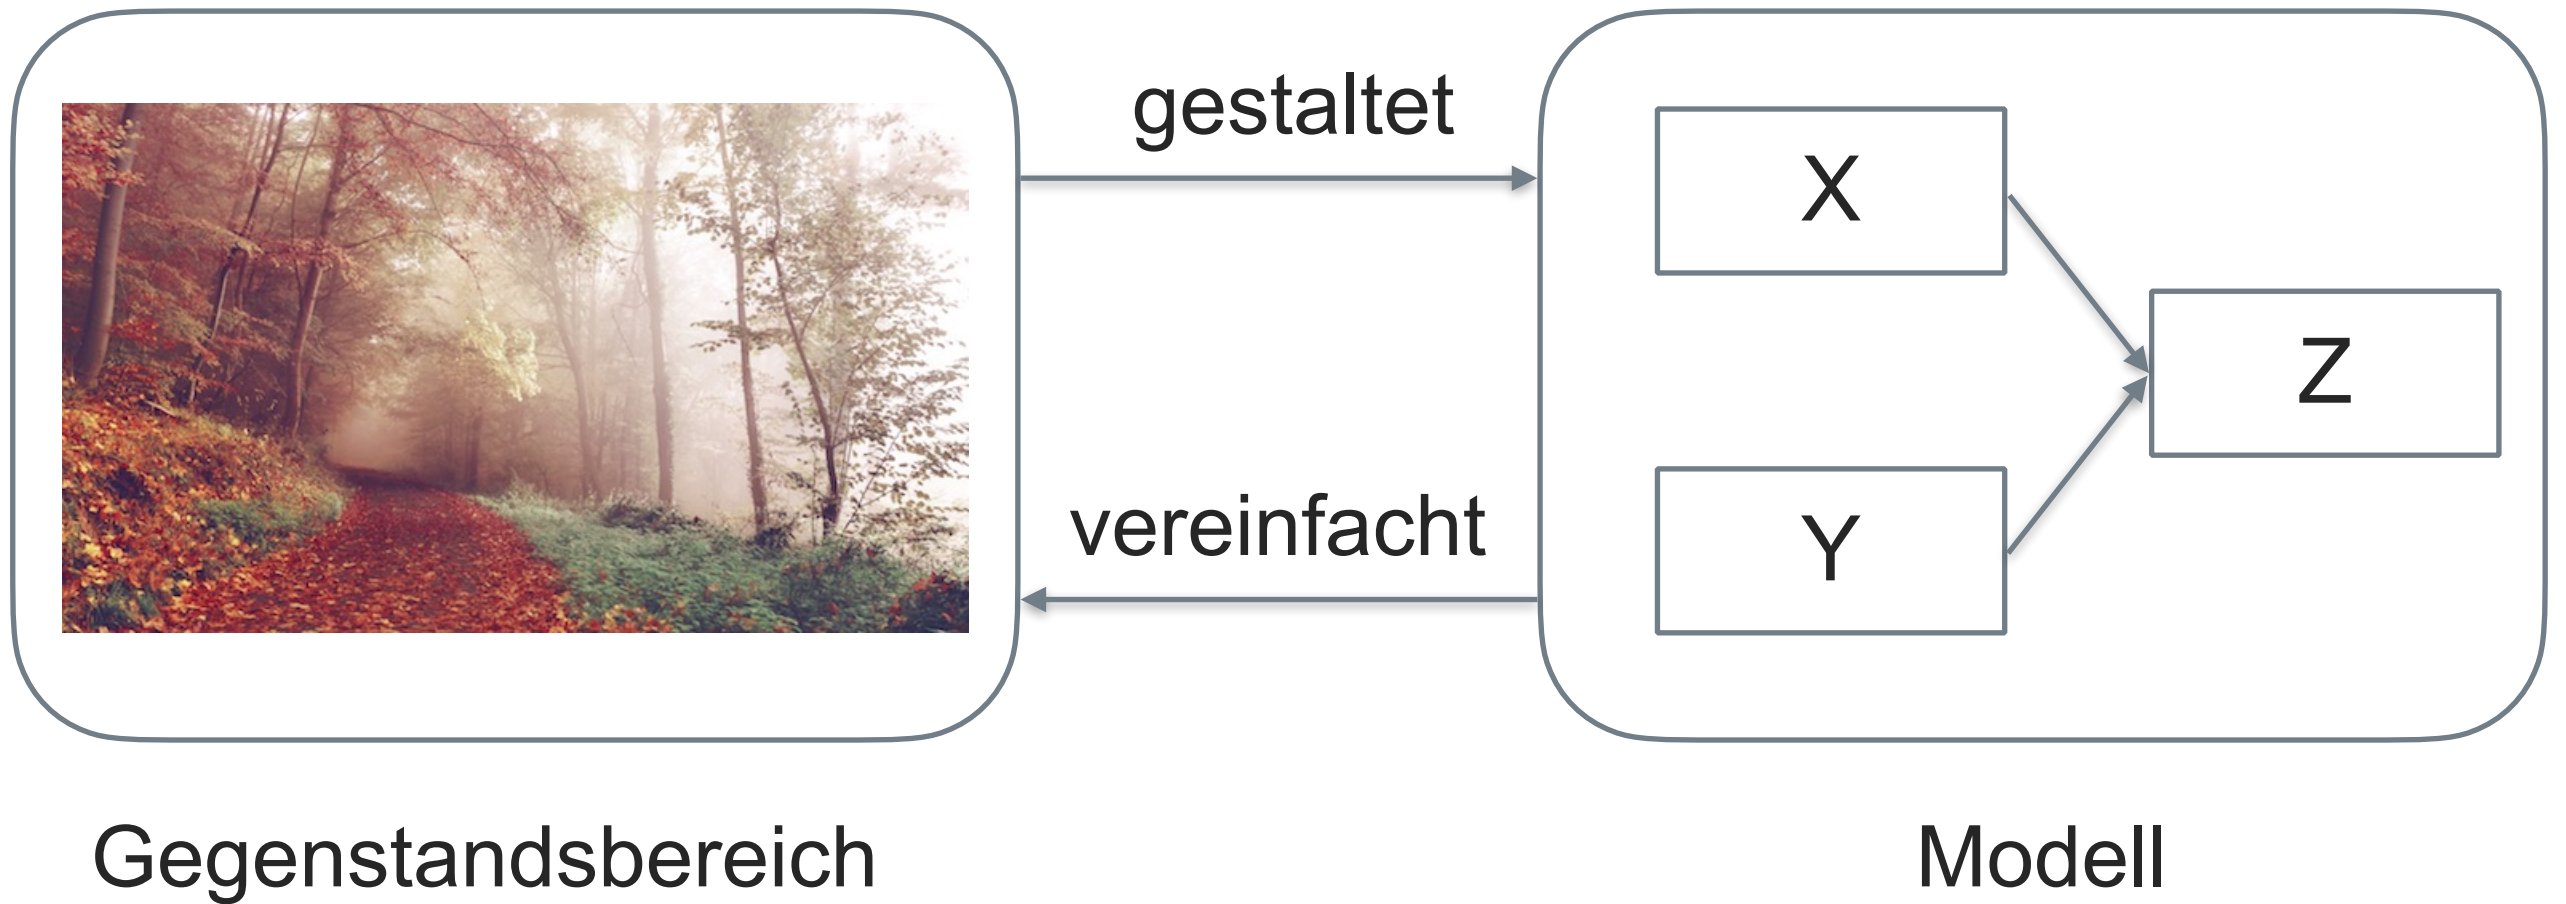 gestaltet
X
Z
vereinfacht
Y
Gegenstandsbereich
Modell